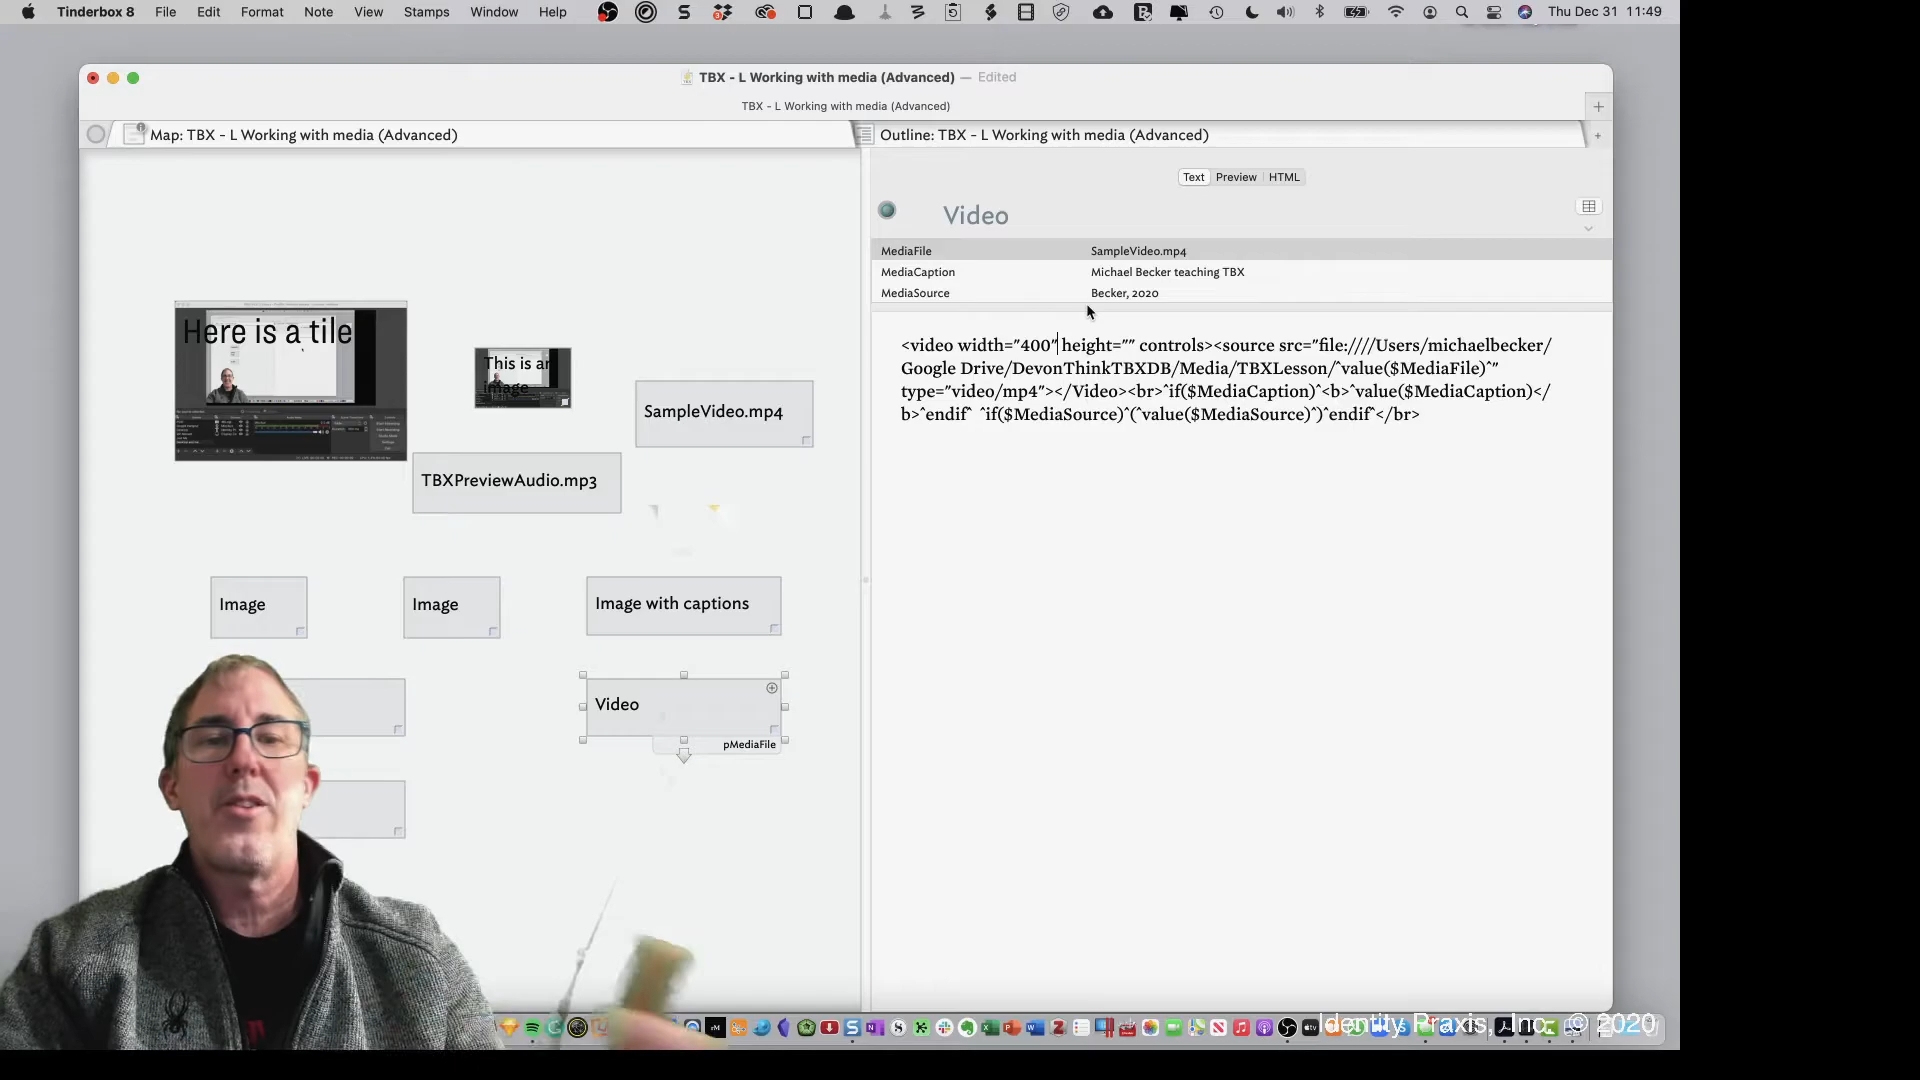 Tinderbox 8 File Edit Format Note View Stamps Window Help Thu Dec 31 11:49
TBX - L Working with media (Advanced) — Edited
TBX - L Working with media (Advanced)
Map: TBX - L Working with media (Advanced)
Outline: TBX - L Working with media (Advanced)
Text Preview HTML
Video
MediaFile SampleVideo.mp4
MediaCaption Michael Becker teaching TBX
MediaSource Becker, 2020
<video width="400" height="" controls><source src="file:////Users/michaelbecker/
Google Drive/DevonThinkTBXDB/Media/TBXLesson/^value($MediaFile)^"
type="video/mp4"></Video><br>^if($MediaCaption)^<b>^value($MediaCaption)</
b>^endif^ ^if($MediaSource)^(^value($MediaSource)^)^endif^</br>
Here is a tile
This is an
image
SampleVideo.mp4
TBXPreviewAudio.mp3
Image
Image
Image with captions
Video
pMediaFile
Identity Praxis, Inc. © 2020